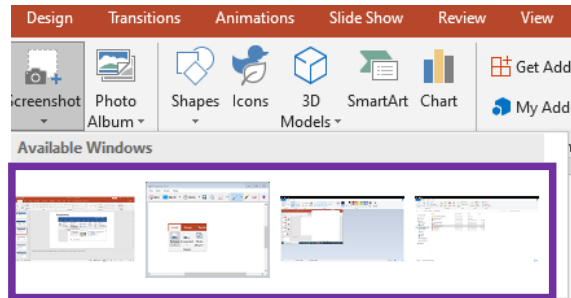 Design Transitions Animations Slide Show Review View
Screenshot Photo Album Shapes Icons 3D Models SmartArt Chart
Get Add
My Add
Available Windows